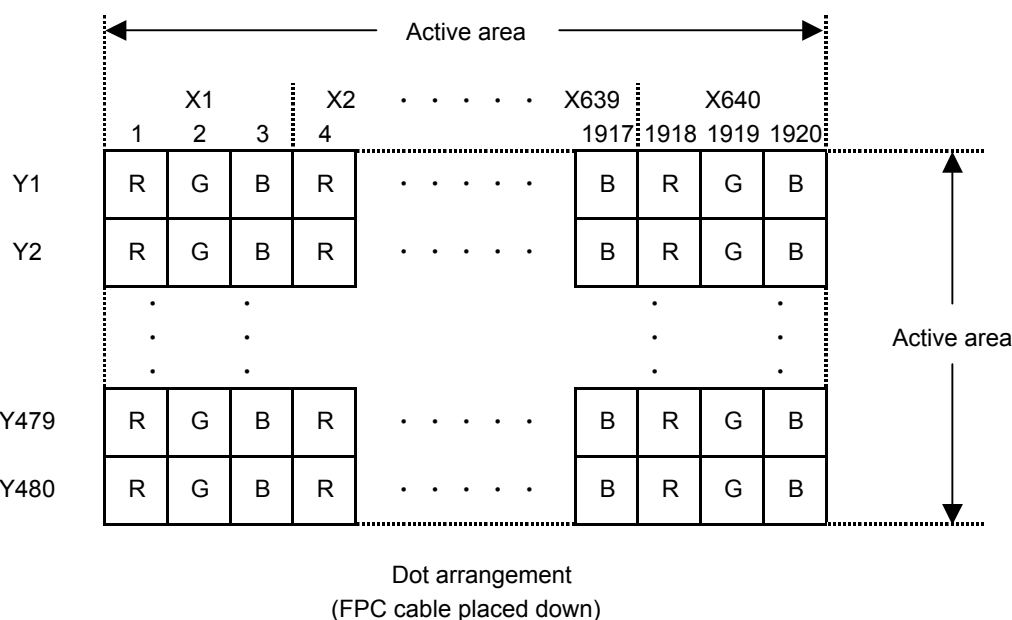 Active area
X1 X2 · · · · · X639 X640
1 2 3 4 1917 1918 1919 1920
Y1 R G B R · · · · · B R G B
Y2 R G B R · · · · · B R G B
· · · ·
· · · ·
Active area
· · · ·
Y479 R G B R · · · · · B R G B
Y480 R G B R · · · · · B R G B
Dot arrangement
(FPC cable placed down)